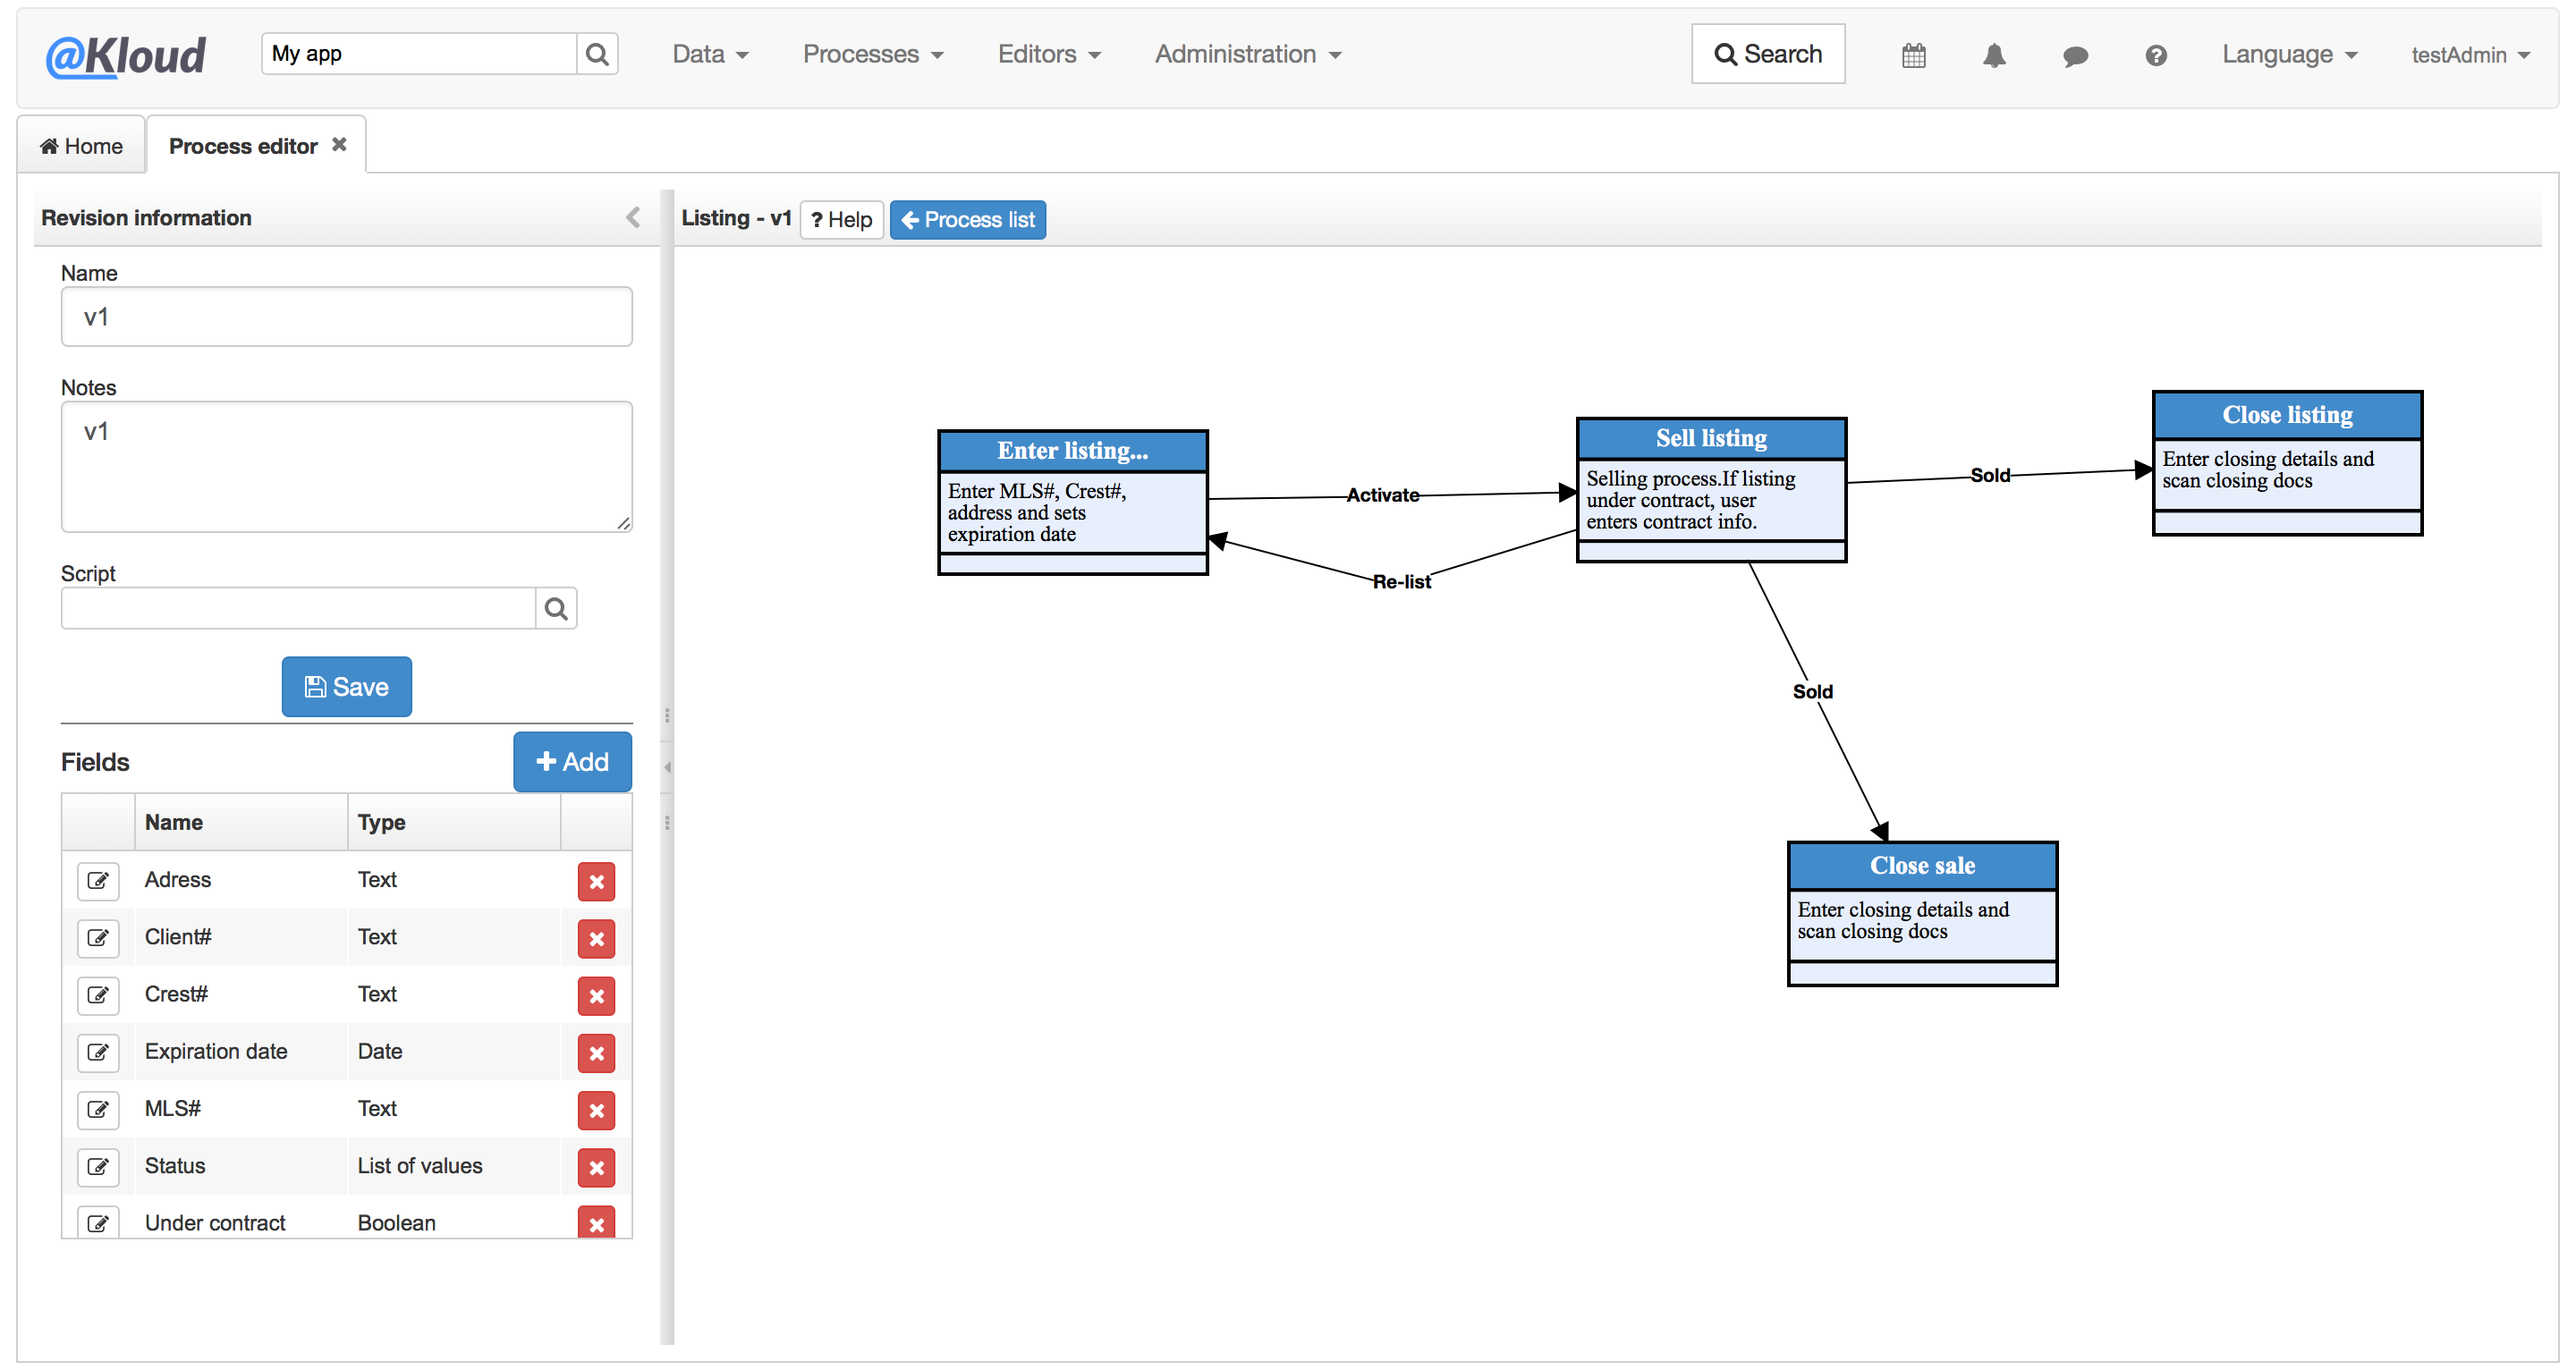 @Kloud
My app
Data
Processes
Editors
Administration
Search
Language
testAdmin
Home
Process editor
Revision information
Name
v1
Notes
v1
Script
Save
Fields
Add
Name Type
Adress Text
Client# Text
Crest# Text
Expiration date Date
MLS# Text
Status List of values
Under contract Boolean
Listing - v1
? Help
Process list
Enter listing...
Enter MLS#, Crest#,
address and sets
expiration date
Activate
Re-list
Sell listing
Selling process.If listing
under contract, user
enters contract info.
Sold
Close listing
Enter closing details and
scan closing docs
Sold
Close sale
Enter closing details and
scan closing docs